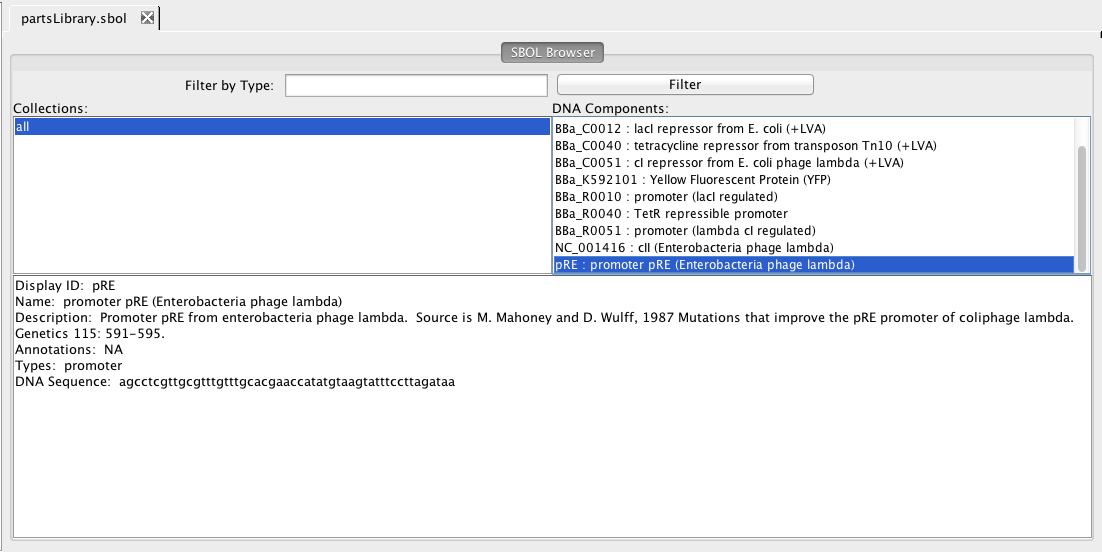 partsLibrary.sbol
SBOL Browser
Filter by Type:
Filter
Collections:
all
DNA Components:
BBa_C0012 : lacI repressor from E. coli (+LVA)
BBa_C0040 : tetracycline repressor from transposon Tn10 (+LVA)
BBa_C0051 : cI repressor from E. coli phage lambda (+LVA)
BBa_K592101 : Yellow Fluorescent Protein (YFP)
BBa_R0010 : promoter (lacI regulated)
BBa_R0040 : TetR repressible promoter
BBa_R0051 : promoter (lambda cI regulated)
NC_001416 : cII (Enterobacteria phage lambda)
pRE : promoter pRE (Enterobacteria phage lambda)
Display ID: pRE
Name: promoter pRE (Enterobacteria phage lambda)
Description: Promoter pRE from enterobacteria phage lambda. Source is M. Mahoney and D. Wulff, 1987 Mutations that improve the pRE promoter of coliphage lambda.
Genetics 115: 591-595.
Annotations: NA
Types: promoter
DNA Sequence: agcctcgttgcgtttgtttgcacgaaccatatgtaagtatttccttagataa